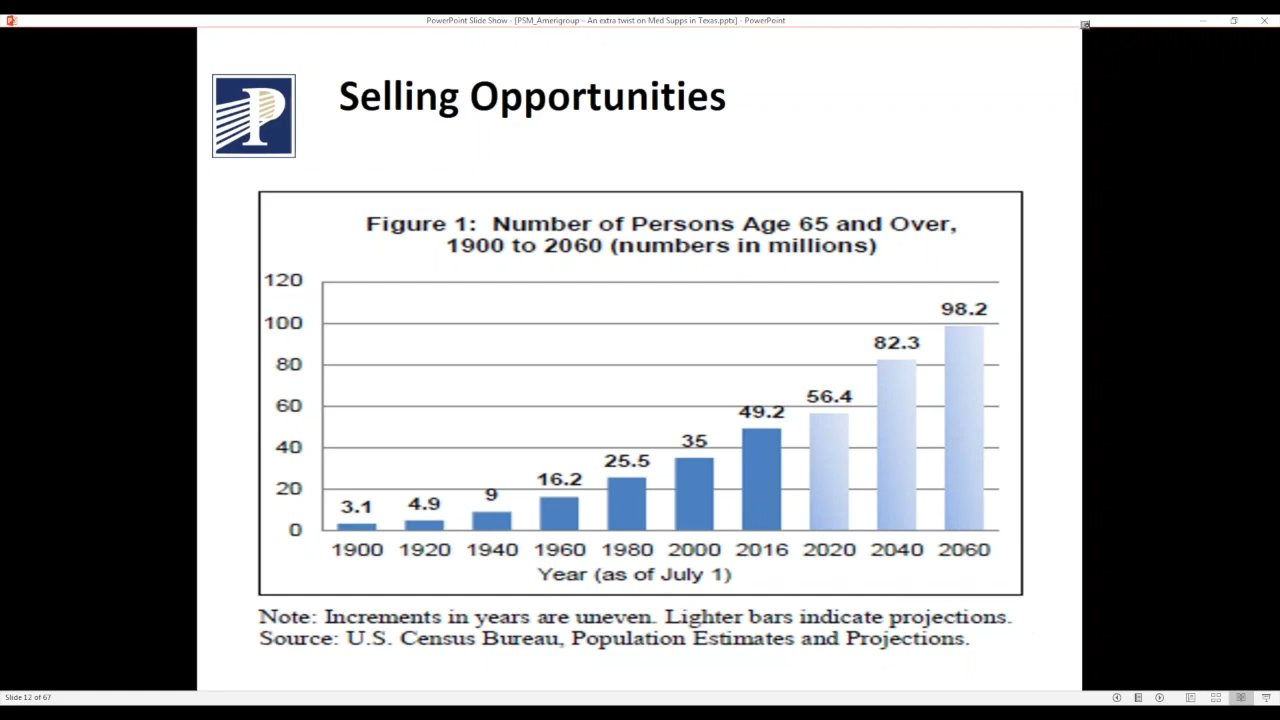 PowerPoint Slide Show - [PSM_Amerigroup – An extra twist on Med Supps in Texas.pptx] - PowerPoint
P
Selling Opportunities
Figure 1: Number of Persons Age 65 and Over,
1900 to 2060 (numbers in millions)
120
100
80
60
40
20
0
3.1
4.9
9
16.2
25.5
35
49.2
56.4
82.3
98.2
1900 1920 1940 1960 1980 2000 2016 2020 2040 2060
Year (as of July 1)
Note: Increments in years are uneven. Lighter bars indicate projections.
Source: U.S. Census Bureau, Population Estimates and Projections.
Slide 12 of 67